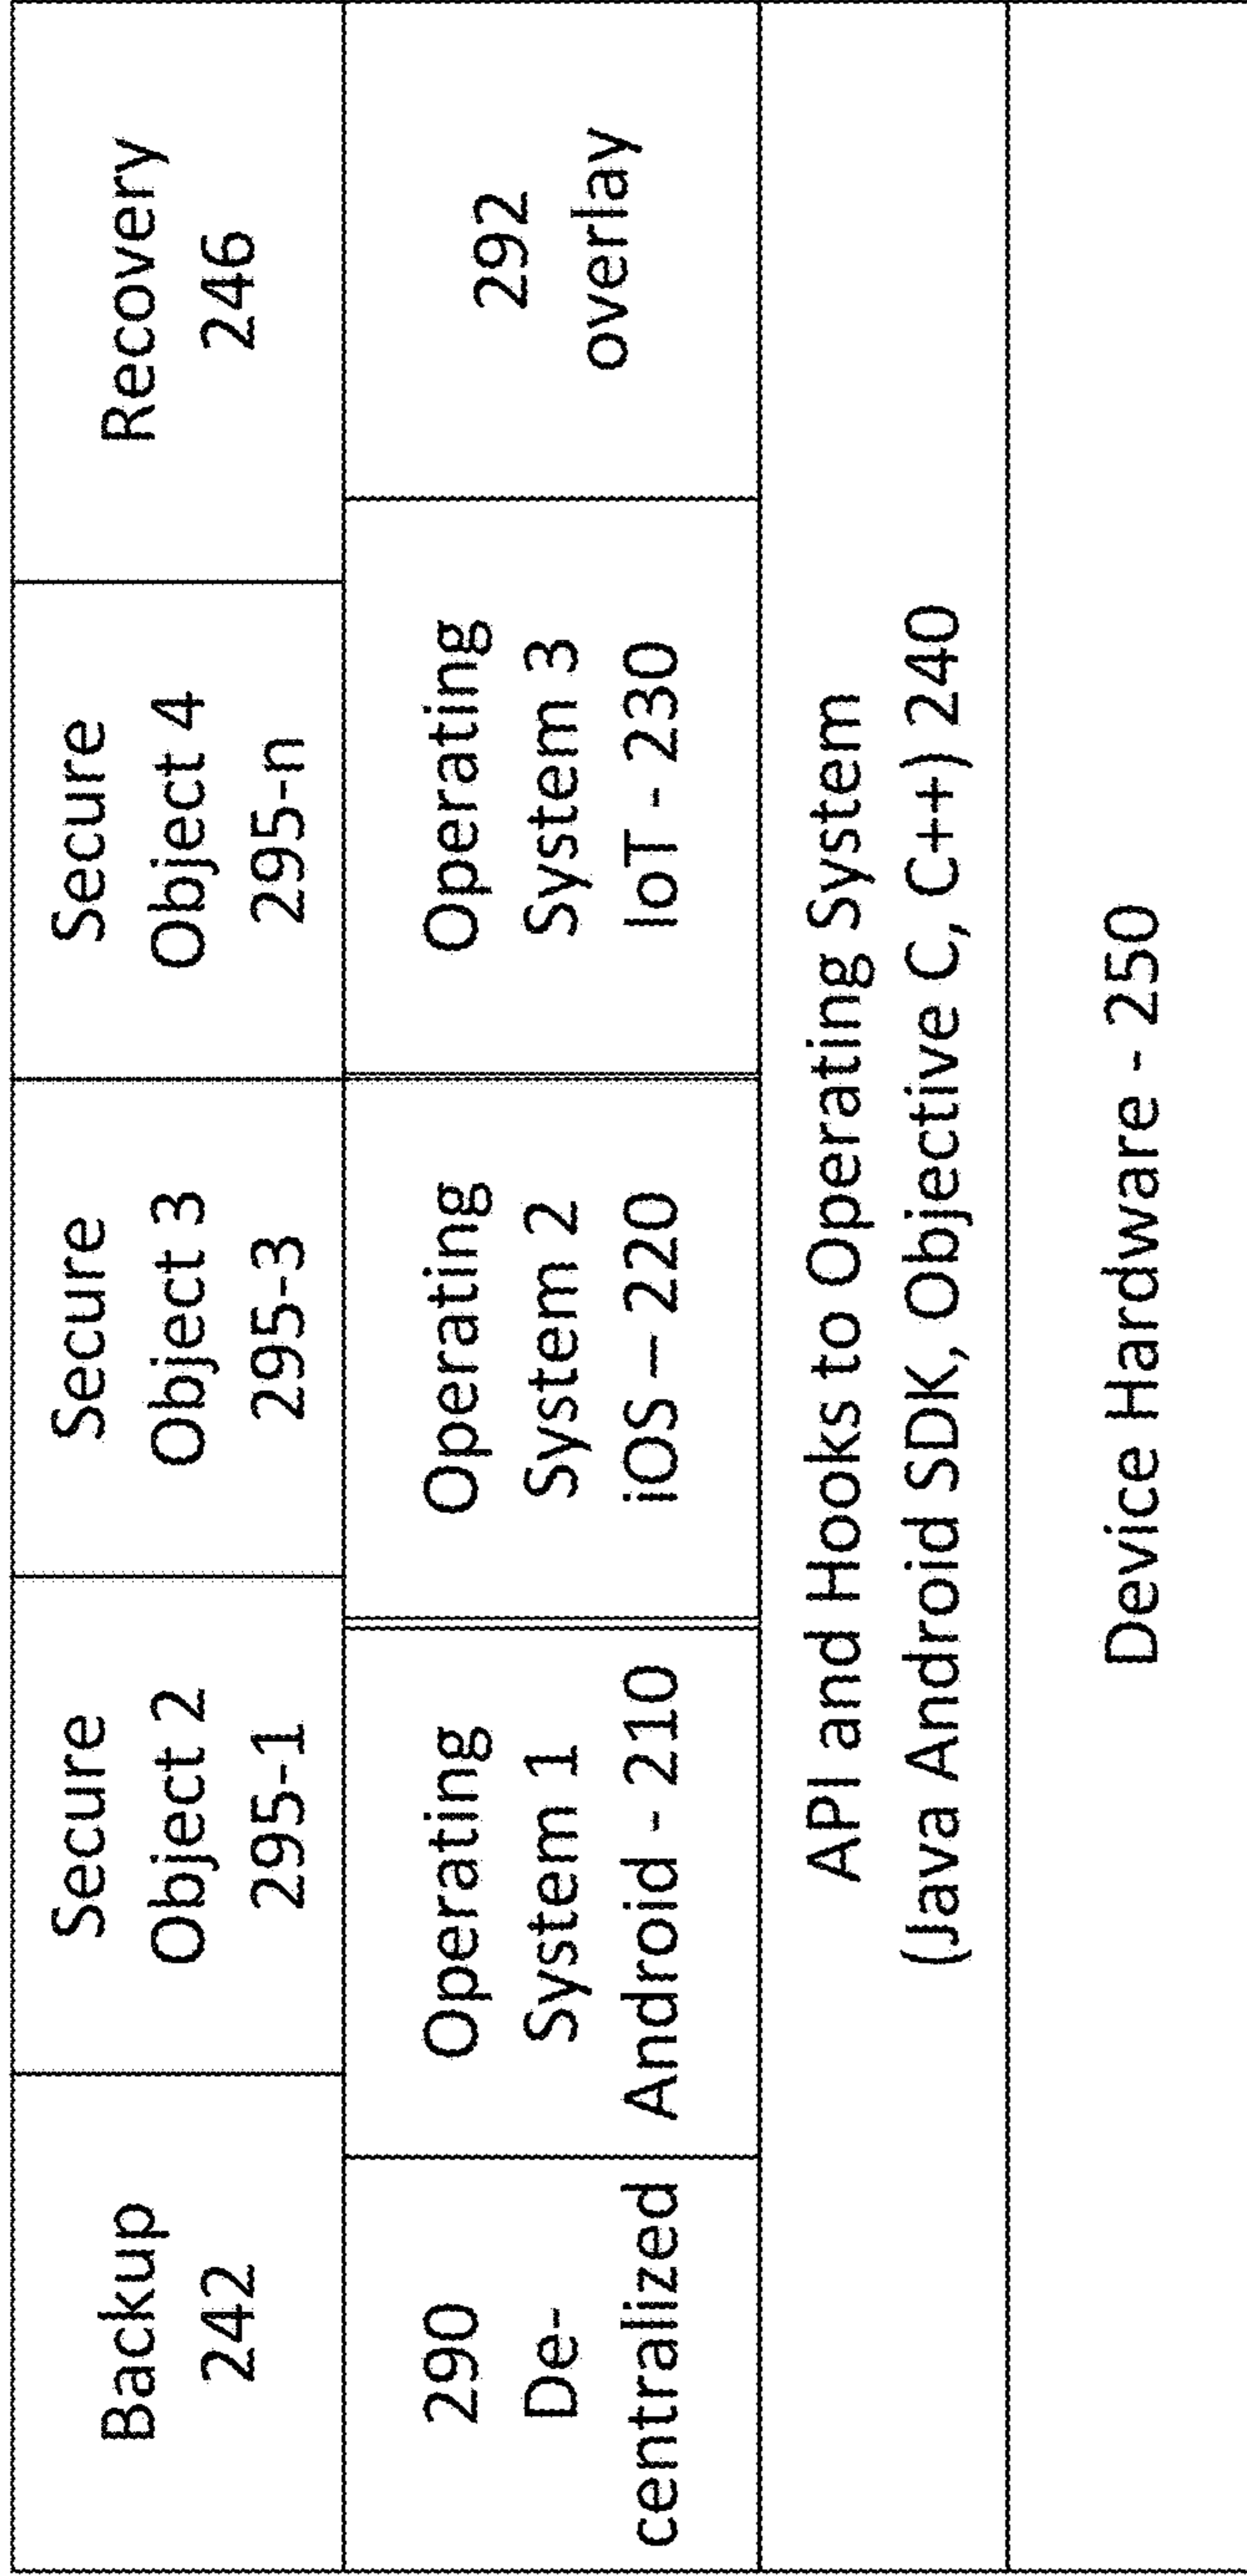 Backup
242
Secure
Object 2
295-1
Secure
Object 3
295-3
Secure
Object 4
295-n
Recovery
246
290
De-
centralized
Operating
System 1
Android - 210
Operating
System 2
iOS – 220
Operating
System 3
IoT - 230
292
overlay
API and Hooks to Operating System
(Java Android SDK, Objective C, C++) 240
Device Hardware - 250